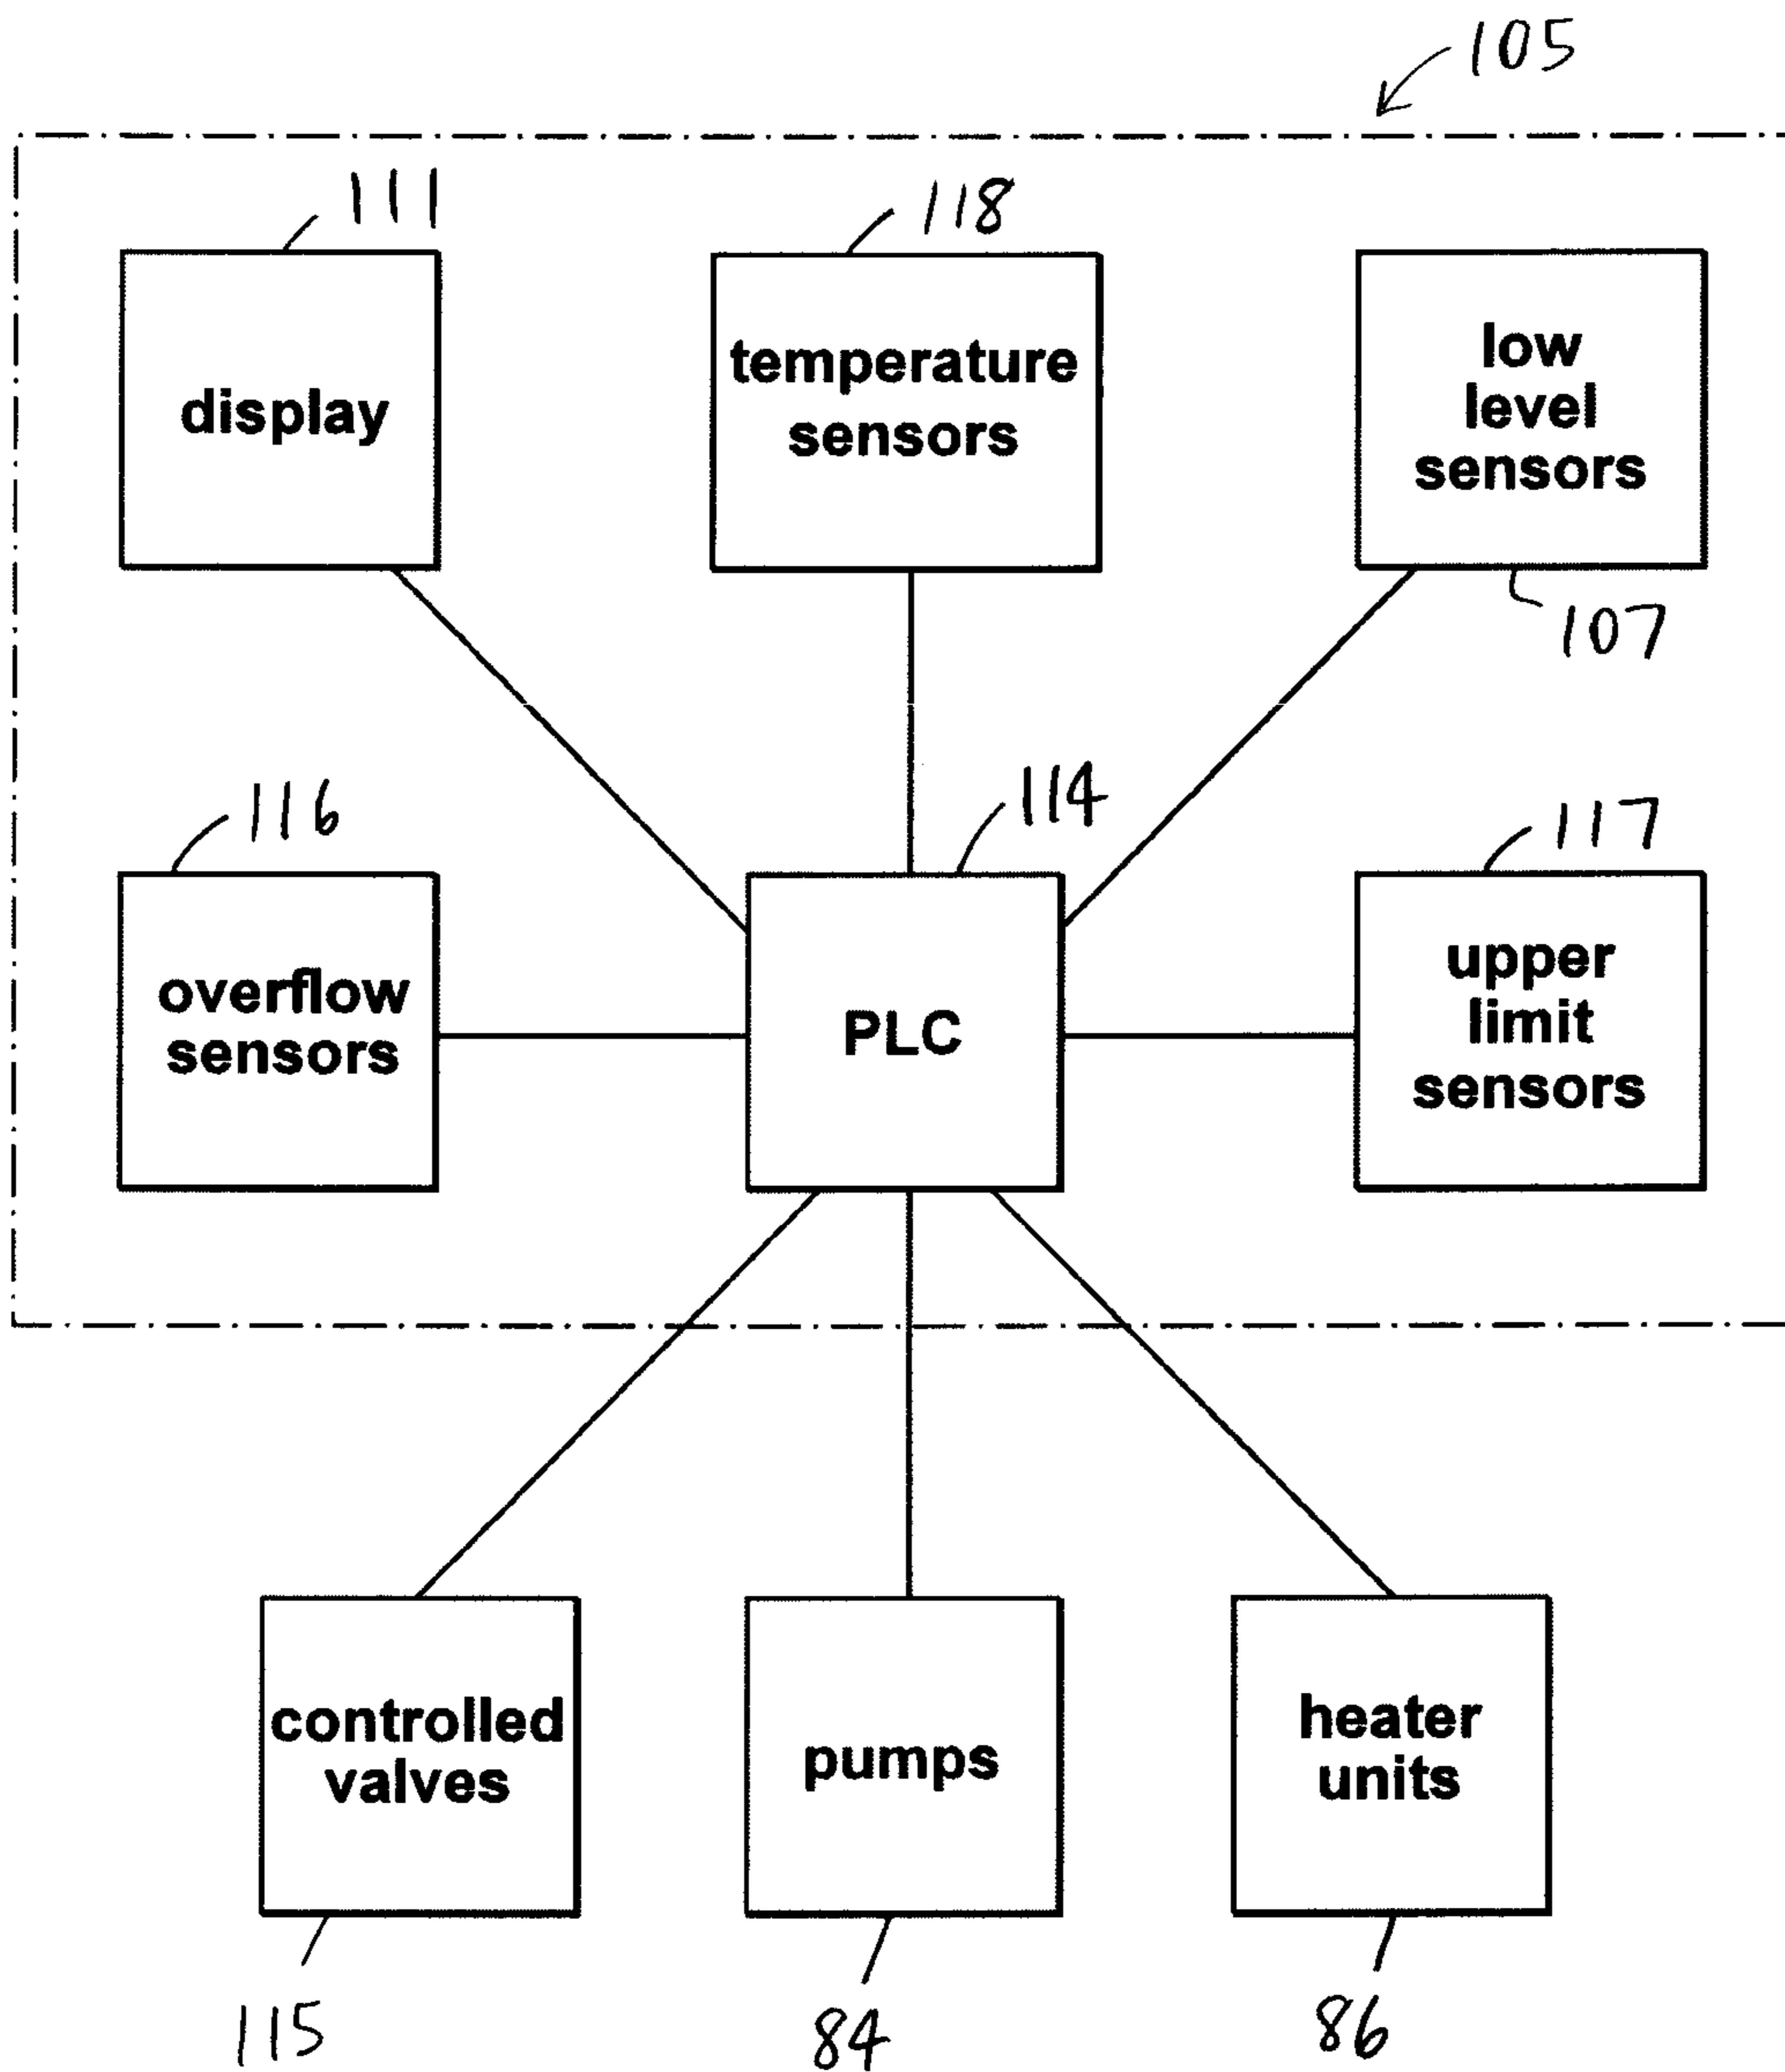 105
111
118
display
temperature
sensors
low
level
sensors
107
116
114
117
overflow
sensors
PLC
upper
limit
sensors
controlled
valves
pumps
heater
units
115
84
86